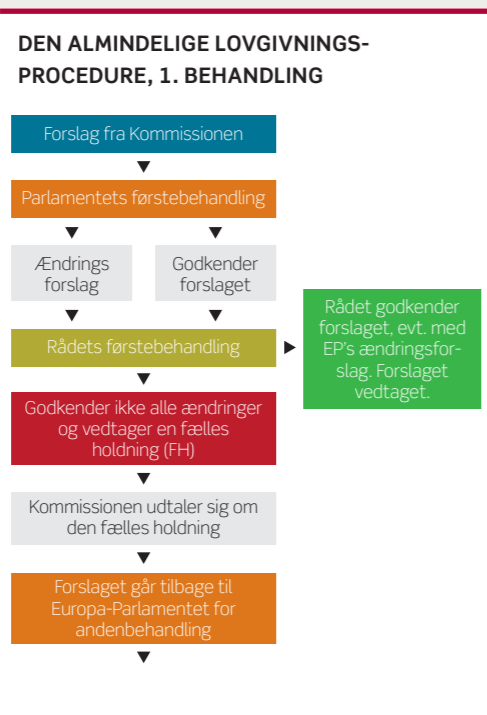 DEN ALMINDELIGE LOVGIVNINGS-
PROCEDURE, 1. BEHANDLING
Forslag fra Kommissionen
Parlamentets førstebehandling
Ændrings
forslag
Godkender
forslaget
Rådets førstebehandling
Rådet godkender
forslaget, evt. med
EP's ændringsfor-
slag. Forslaget
vedtaget.
Godkender ikke alle ændringer
og vedtager en fælles
holdning (FH)
Kommissionen udtaler sig om
den fælles holdning
Forslaget går tilbage til
Europa-Parlamentet for
andenbehandling